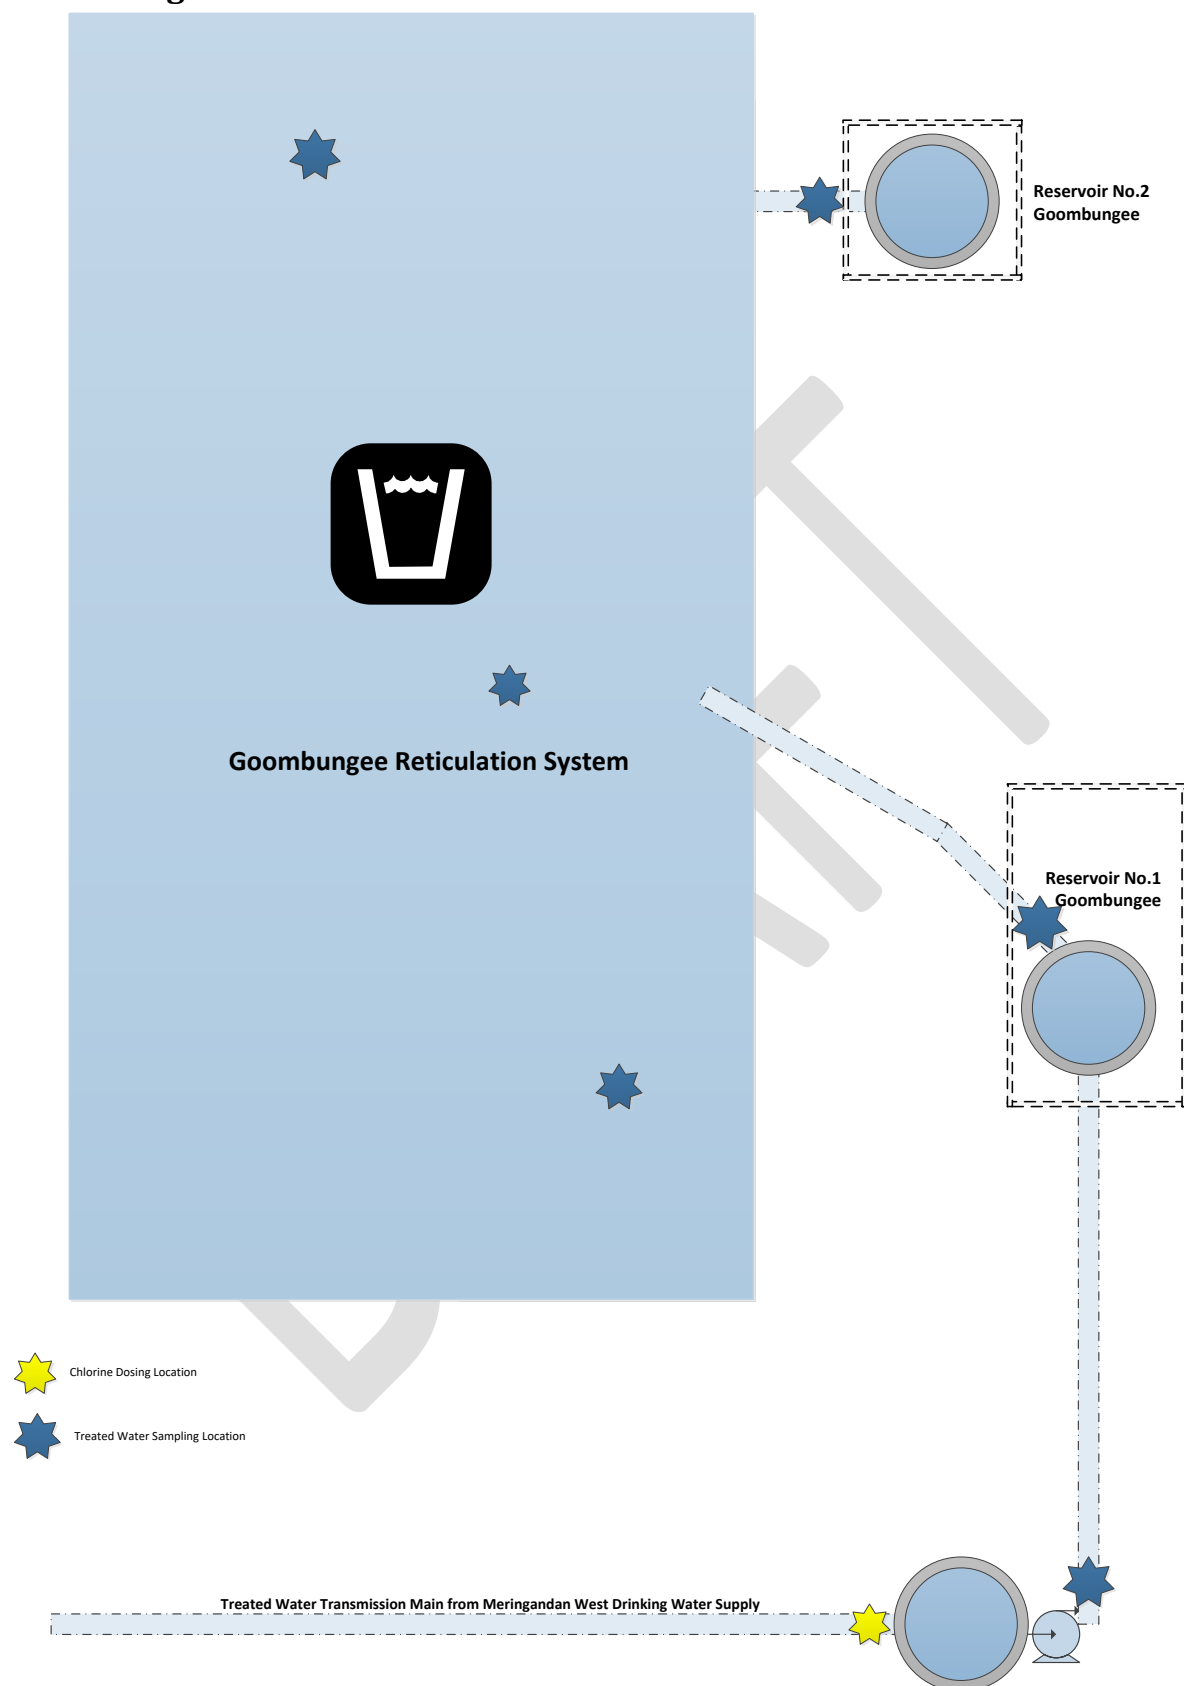 Reservoir No.2
Goombungee
Goombungee Reticulation System
Reservoir No.1
Goombungee
Chlorine Dosing Location
Treated Water Sampling Location
Treated Water Transmission Main from Meringandan West Drinking Water Supply